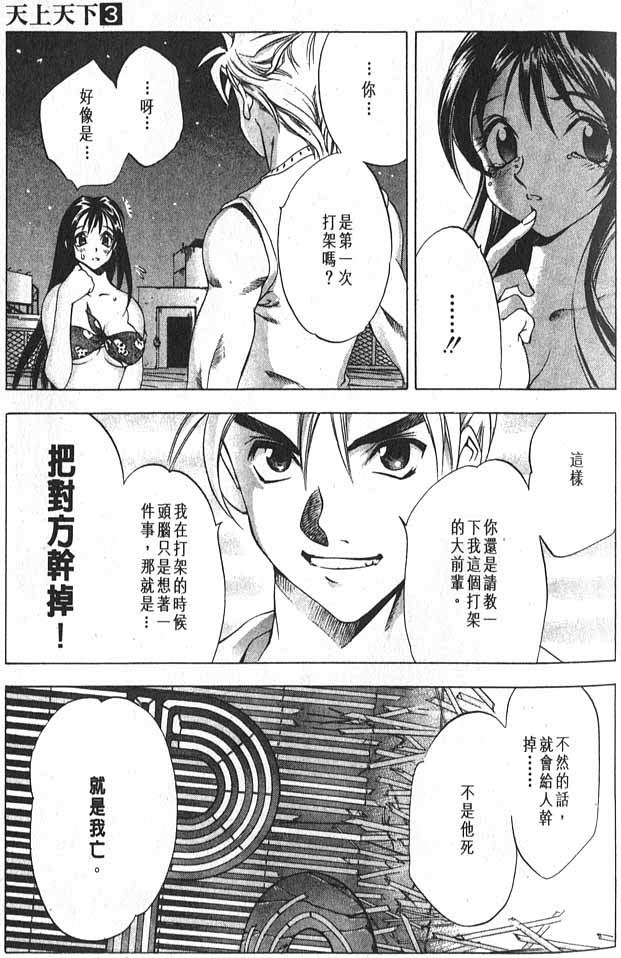 天上天下3
…………!!
…你…
是第一次
打架嗎？
…呀…
好像是…
這樣
你還是請教一
下我這個打架
的大前輩。
我在打架的時候
頭腦只是想著一
件事，那就是…
把對方幹掉！
不然的話，
就會給人幹
掉……
不是他死
就是我亡。